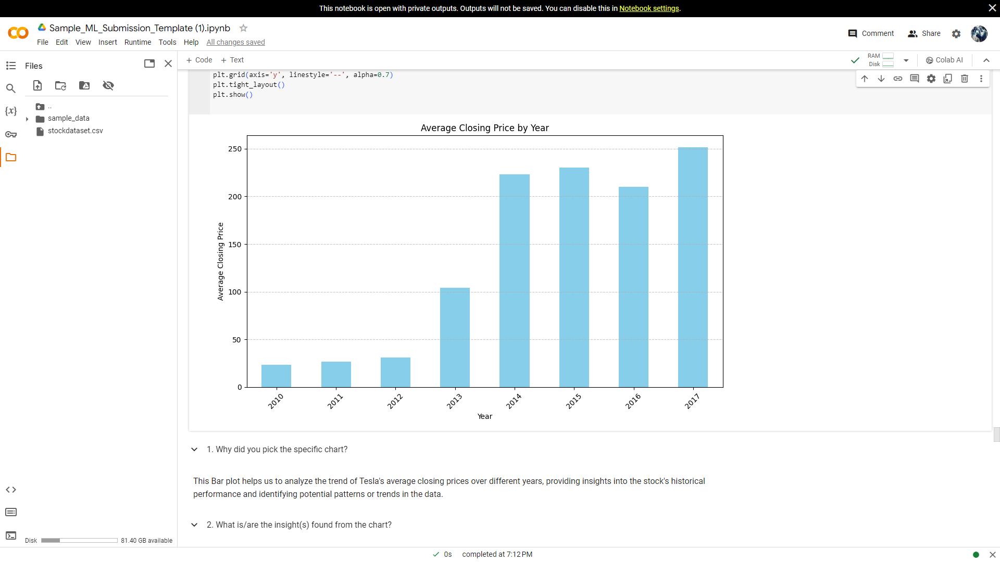 This notebook is open with private outputs. Outputs will not be saved. You can disable this in Notebook settings.
Sample_ML_Submission_Template (1).ipynb
File Edit View Insert Runtime Tools Help All changes saved
Comment
Share
Files
..
sample_data
stockdataset.csv
Disk 81.40 GB available
+ Code + Text
RAM
Disk
Colab AI
plt.grid(axis='y', linestyle='--', alpha=0.7)
plt.tight_layout()
plt.show()
Average Closing Price by Year
Average Closing Price
250
200
150
100
50
0
2010 2011 2012 2013 2014 2015 2016 2017
Year
1. Why did you pick the specific chart?
This Bar plot helps us to analyze the trend of Tesla's average closing prices over different years, providing insights into the stock's historical
performance and identifying potential patterns or trends in the data.
2. What is/are the insight(s) found from the chart?
0s completed at 7:12 PM